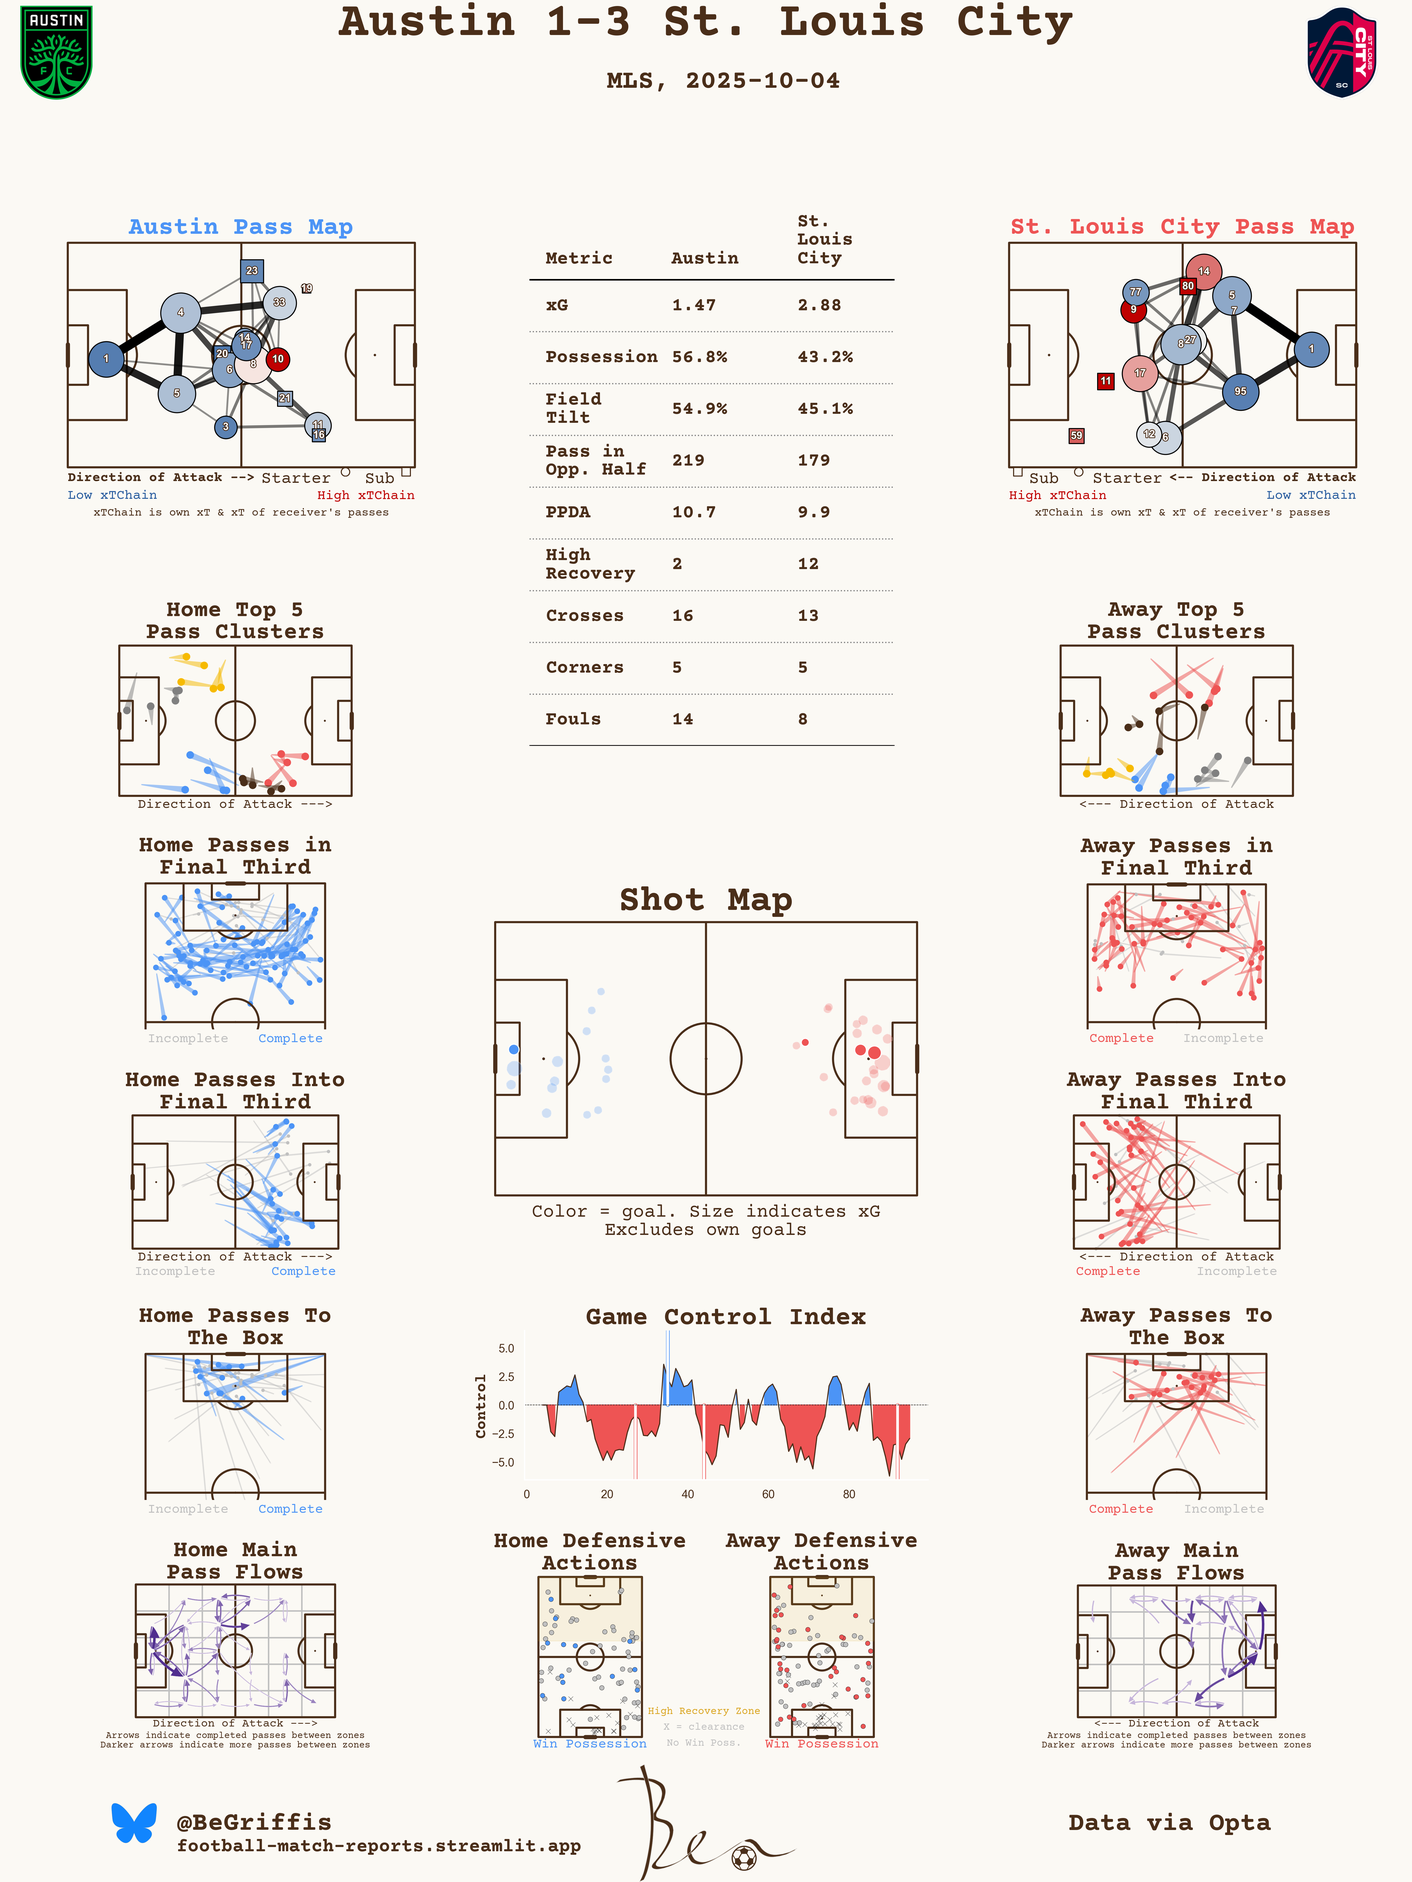 Austin 1-3 St. Louis City
MLS, 2025-10-04
AUSTIN
F C
ST. LOUIS
CITY
SC
Austin Pass Map
23
19
33
4
14
17
20
1
8
10
6
5
21
3
11
16
Direction of Attack --> Starter Sub
Low xTChain High xTChain
xTChain is own xT & xT of receiver's passes
Metric Austin St. Louis City
xG 1.47 2.88
Possession 56.8% 43.2%
Field Tilt 54.9% 45.1%
Pass in Opp. Half 219 179
PPDA 10.7 9.9
High Recovery 2 12
Crosses 16 13
Corners 5 5
Fouls 14 8
St. Louis City Pass Map
14
80
77
5
9
7
27
8
1
17
11
95
12
6
59
Sub Starter <-- Direction of Attack
High xTChain Low xTChain
xTChain is own xT & xT of receiver's passes
Home Top 5
Pass Clusters
Direction of Attack --->
Away Top 5
Pass Clusters
<--- Direction of Attack
Home Passes in
Final Third
Incomplete Complete
Away Passes in
Final Third
Complete Incomplete
Shot Map
Color = goal. Size indicates xG
Excludes own goals
Home Passes Into
Final Third
Direction of Attack --->
Incomplete Complete
Away Passes Into
Final Third
<--- Direction of Attack
Complete Incomplete
Home Passes To
The Box
Incomplete Complete
Game Control Index
Control
5.0
2.5
0.0
−2.5
−5.0
0 20 40 60 80
Away Passes To
The Box
Complete Incomplete
Home Main
Pass Flows
Direction of Attack --->
Arrows indicate completed passes between zones
Darker arrows indicate more passes between zones
Home Defensive
Actions
Win Possession
High Recovery Zone
X = clearance
No Win Poss.
Away Defensive
Actions
Win Possession
Away Main
Pass Flows
<--- Direction of Attack
Arrows indicate completed passes between zones
Darker arrows indicate more passes between zones
@BeGriffis
football-match-reports.streamlit.app
Ben
Data via Opta